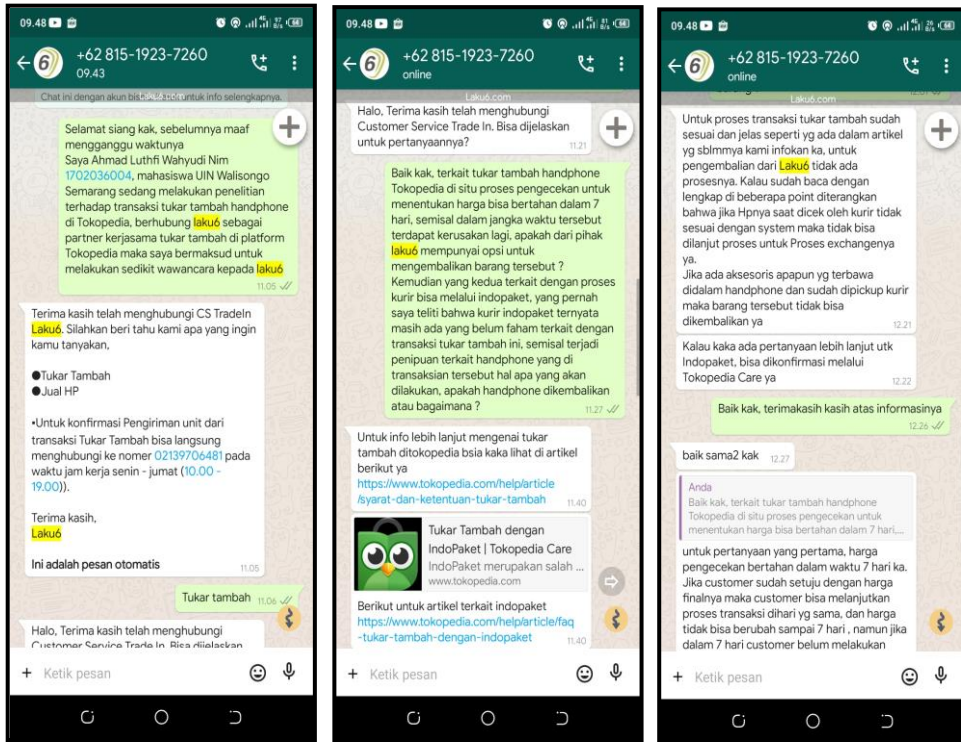 09.48
+62 815-1923-7260
09.43
Laku6.com
Selamat siang kak, sebelumnya maaf
mengganggu waktunya
Saya Ahmad Luthfi Wahyudi Nim
1702036004, mahasiswa UIN Walisongo
Semarang sedang melakukan penelitian
terhadap transaksi tukar tambah handphone
di Tokopedia, berhubung laku6 sebagai
partner kerjasama tukar tambah di platform
Tokopedia maka saya bermaksud untuk
melakukan sedikit wawancara kepada laku6
11.05
Terima kasih telah menghubungi CS TradeIn
Laku6. Silahkan beri tahu kami apa yang ingin
kamu tanyakan,
●Tukar Tambah
●Jual HP
•Untuk konfirmasi Pengiriman unit dari
transaksi Tukar Tambah bisa langsung
menghubungi ke nomer 02139706481 pada
waktu jam kerja senin - jumat (10.00 -
19.00)).
Terima kasih,
Laku6
Ini adalah pesan otomatis
11.05
Tukar tambah 11.06
Halo, Terima kasih telah menghubungi
Customer Service Trade In. Bisa dijelaskan
Ketik pesan
09.48
+62 815-1923-7260
online
Laku6.com
Halo, Terima kasih telah menghubungi
Customer Service Trade In. Bisa dijelaskan
untuk pertanyaannya?
11.21
Baik kak, terkait tukar tambah handphone
Tokopedia di situ proses pengecekan untuk
menentukan harga bisa bertahan dalam 7
hari, semisal dalam jangka waktu tersebut
terdapat kerusakan lagi, apakah dari pihak
laku6 mempunyai opsi untuk
mengembalikan barang tersebut ?
Kemudian yang kedua terkait dengan proses
kurir bisa melalui indopaket, yang pernah
saya teliti bahwa kurir indopaket ternyata
masih ada yang belum faham terkait dengan
transaksi tukar tambah ini, semisal terjadi
penipuan terkait handphone yang di
transaksian tersebut hal apa yang akan
dilakukan, apakah handphone dikembalikan
atau bagaimana ?
11.27
Untuk info lebih lanjut mengenai tukar
tambah ditokopedia bsia kaka lihat di artikel
berikut ya
https://www.tokopedia.com/help/article
/syarat-dan-ketentuan-tukar-tambah
11.40
Tukar Tambah dengan
IndoPaket | Tokopedia Care
IndoPaket merupakan salah ...
www.tokopedia.com
Berikut untuk artikel terkait indopaket
https://www.tokopedia.com/help/article/faq
-tukar-tambah-dengan-indopaket
11.40
Ketik pesan
09.48
+62 815-1923-7260
online
Laku6.com
Untuk proses transaksi tukar tambah sudah
sesuai dan jelas seperti yg ada dalam artikel
yg sblmmya kami infokan ka, untuk
pengembalian dari Laku6 tidak ada
prosesnya. Kalau sudah baca dengan
lengkap di beberapa point diterangkan
bahwa jika Hpnya saat dicek oleh kurir tidak
sesuai dengan system maka tidak bisa
dilanjut proses untuk Proses exchangenya
ya.
Jika ada aksesoris apapun yg terbawa
didalam handphone dan sudah dipickup kurir
maka barang tersebut tidak bisa
dikembalikan ya
12.21
Kalau kaka ada pertanyaan lebih lanjut utk
Indopaket, bisa dikonfirmasi melalui
Tokopedia Care ya
12.22
Baik kak, terimakasih kasih atas informasinya
12.26
baik sama2 kak 12.27
Anda
Baik kak, terkait tukar tambah handphone
Tokopedia di situ proses pengecekan untuk
menentukan harga bisa bertahan dalam 7 hari,...
untuk pertanyaan yang pertama, harga
pengecekan bertahan dalam waktu 7 hari ka.
Jika customer sudah setuju dengan harga
finalnya maka customer bisa melanjutkan
proses transaksi dihari yg sama, dan harga
tidak bisa berubah sampai 7 hari , namun jika
dalam 7 hari customer belum melakukan
Ketik pesan